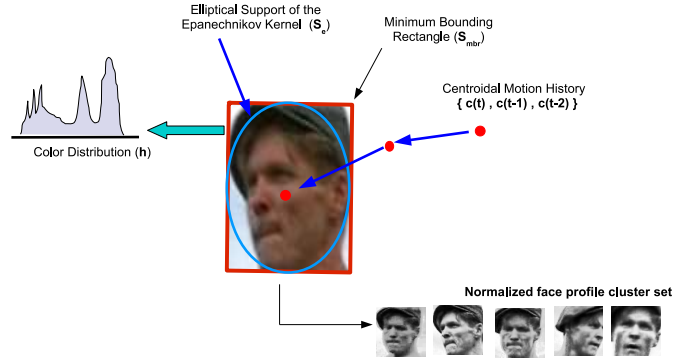 Elliptical Support of the
Epanechnikov Kernel (Se)
Minimum Bounding
Rectangle (Smbr)
Centroidal Motion History
{ c(t) , c(t-1) , c(t-2) }
Color Distribution (h)
Normalized face profile cluster set